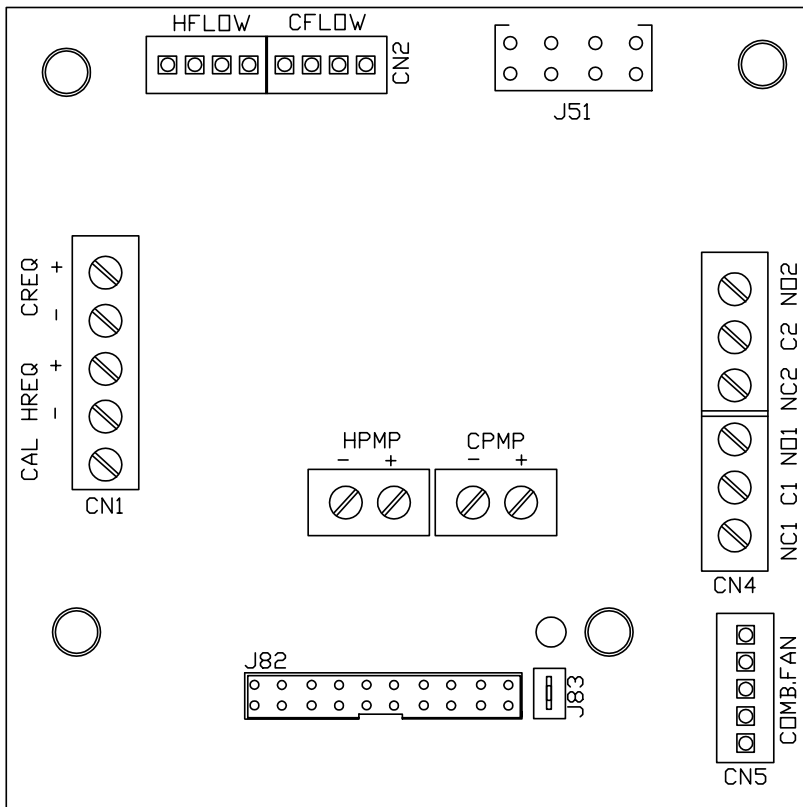 HFLOW CFLOW
CN2
J51
CREQ + -
HREQ + -
CAL
CN1
NO2
C2
NC2
NO1
C1
NC1
CN4
HPMP
- +
CPMP
- +
J82
J83
COMB.FAN
CN5